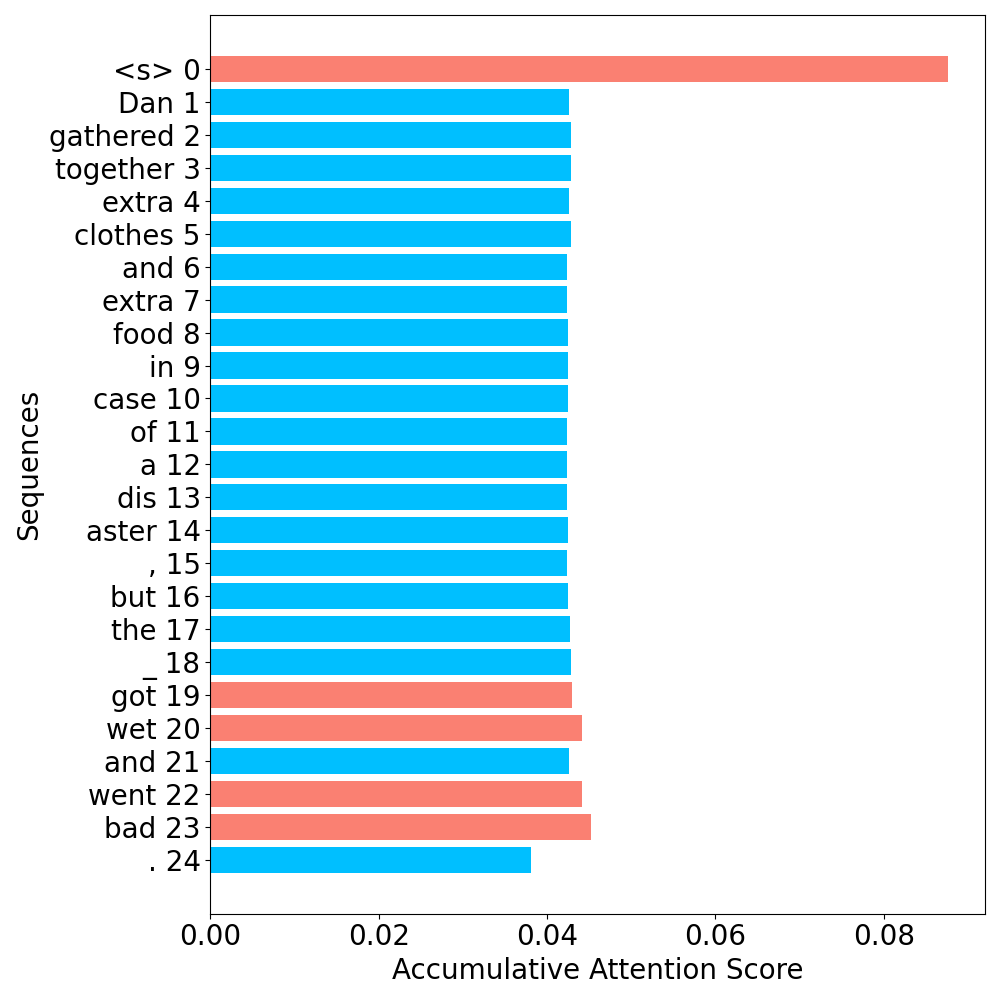 <s> 0
Dan 1
gathered 2
together 3
extra 4
clothes 5
and 6
extra 7
food 8
in 9
case 10
of 11
a 12
dis 13
aster 14
, 15
but 16
the 17
_ 18
got 19
wet 20
and 21
went 22
bad 23
. 24
Sequences
0.00 0.02 0.04 0.06 0.08
Accumulative Attention Score